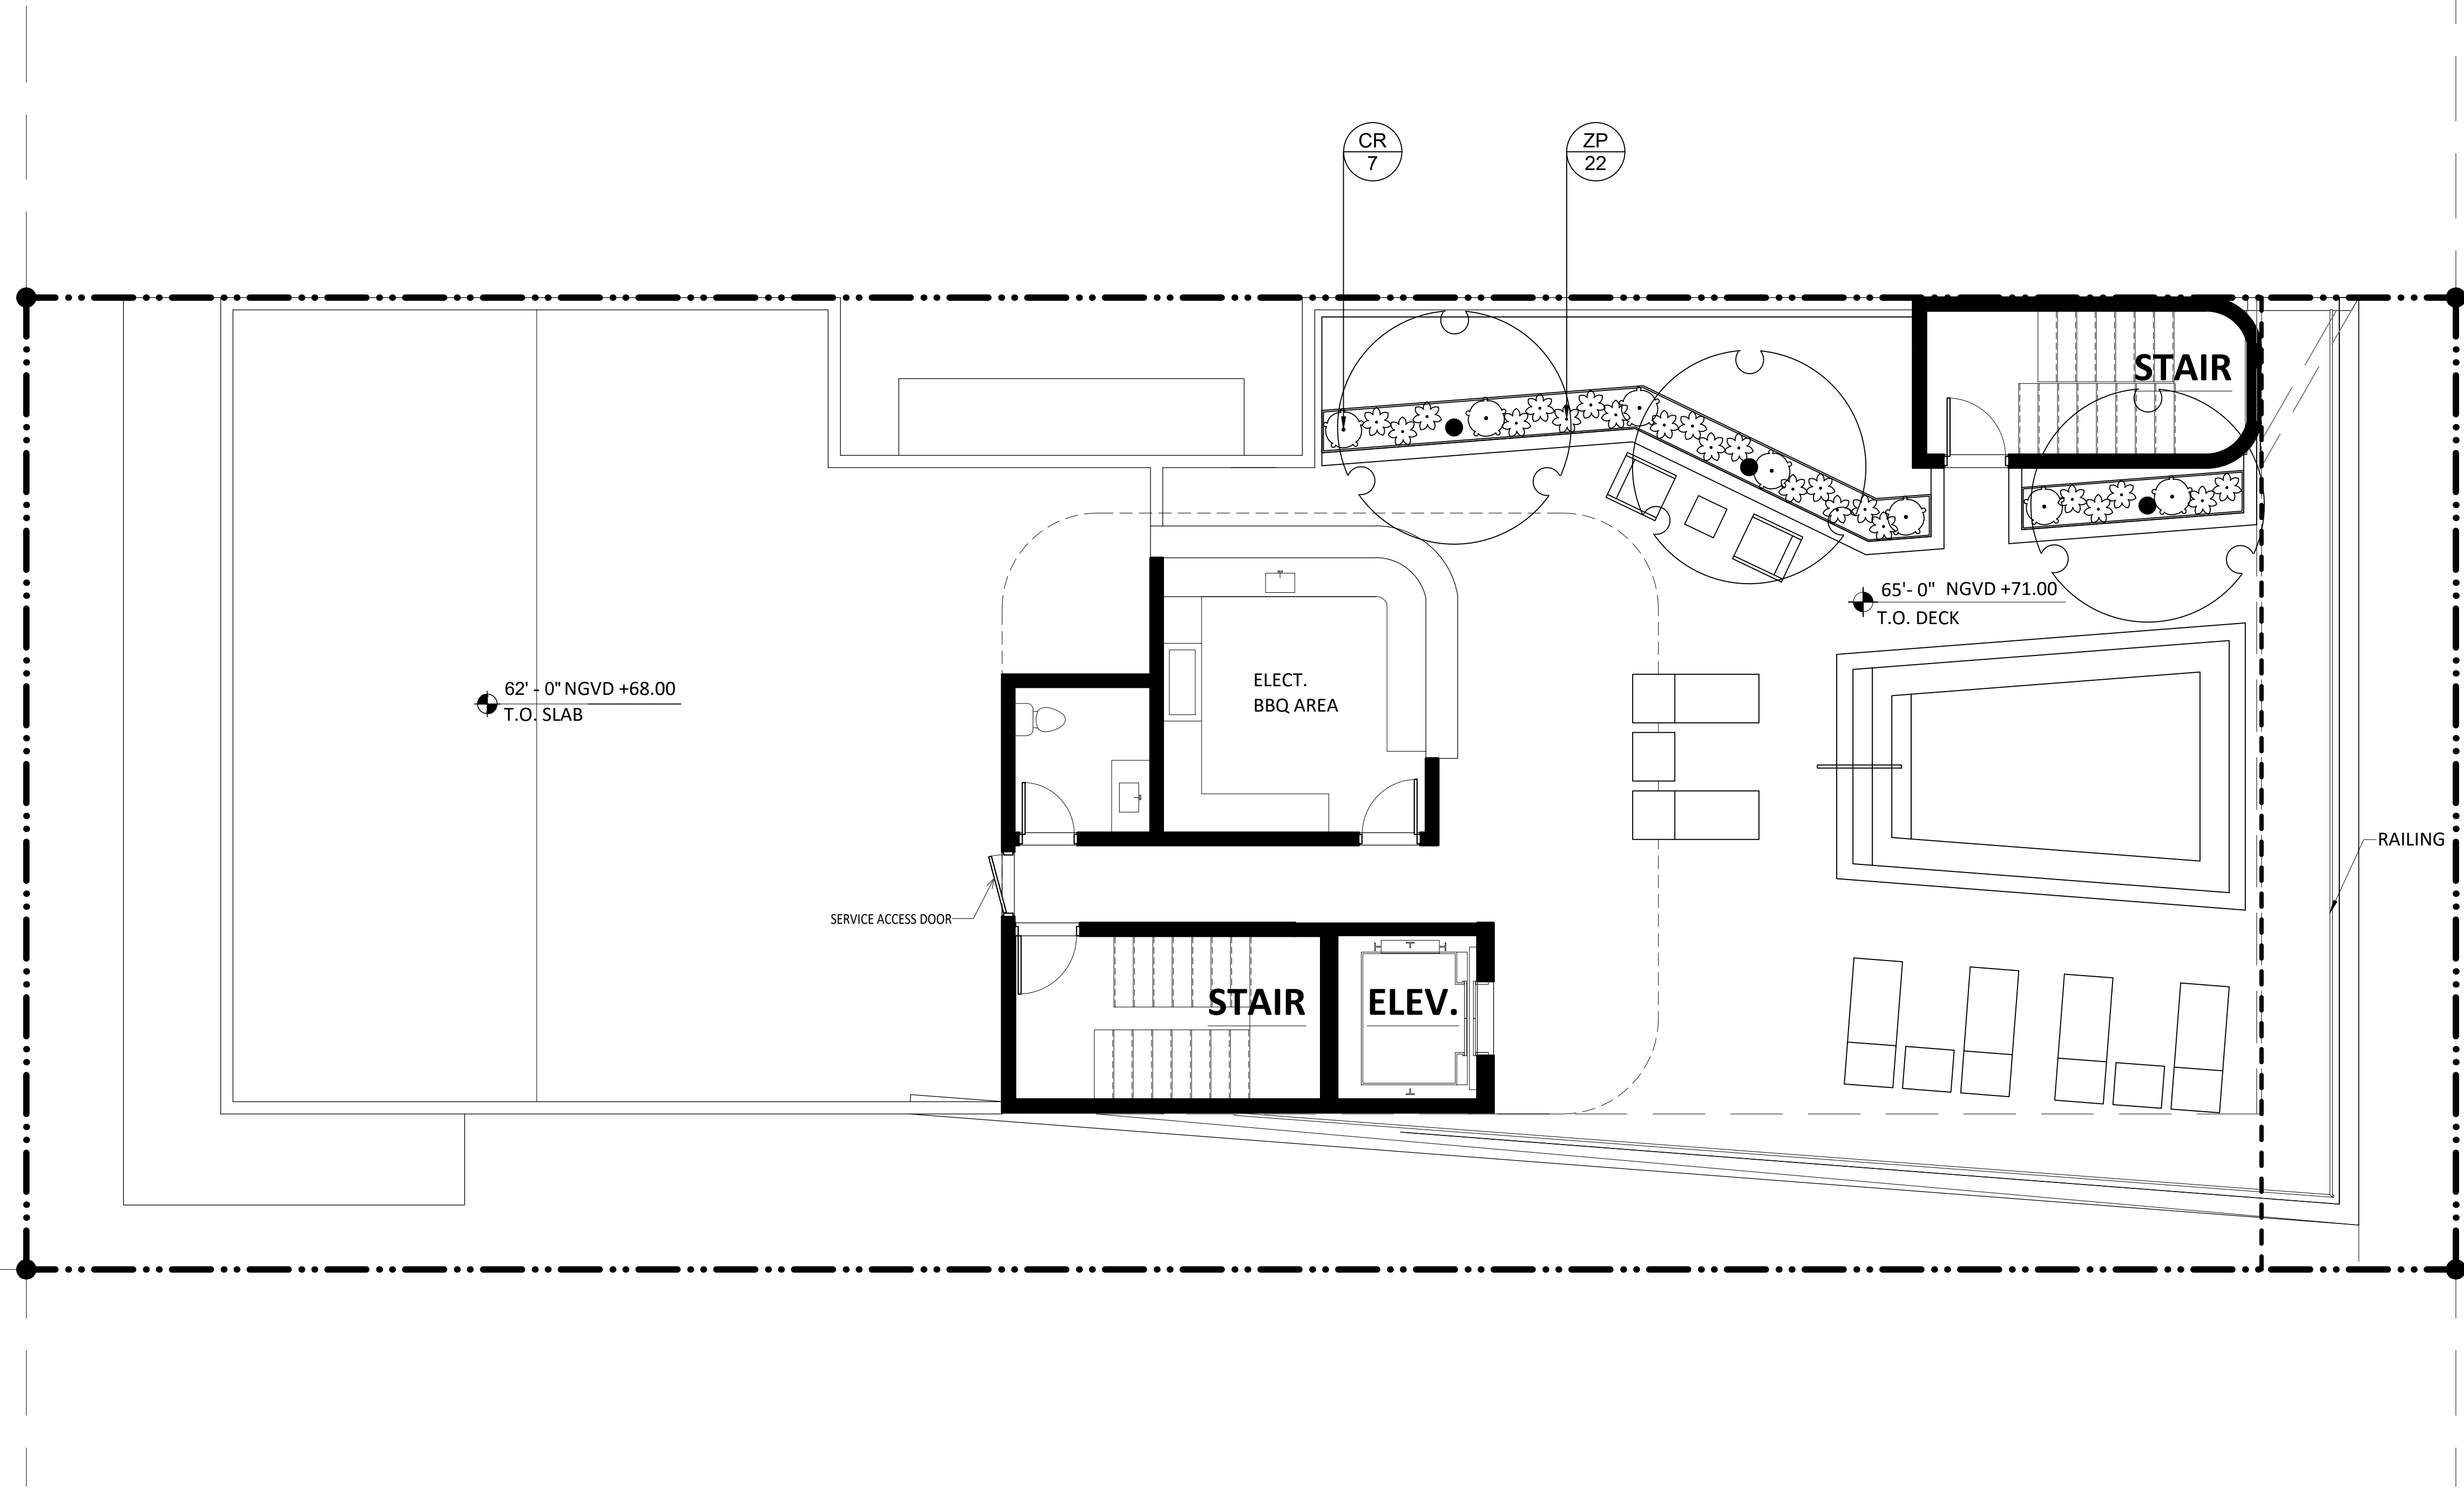 CR
7
ZP
22
STAIR
65'- 0" NGVD +71.00
T.O. DECK
62' - 0" NGVD +68.00
T.O. SLAB
ELECT.
BBQ AREA
RAILING
SERVICE ACCESS DOOR
STAIR
ELEV.